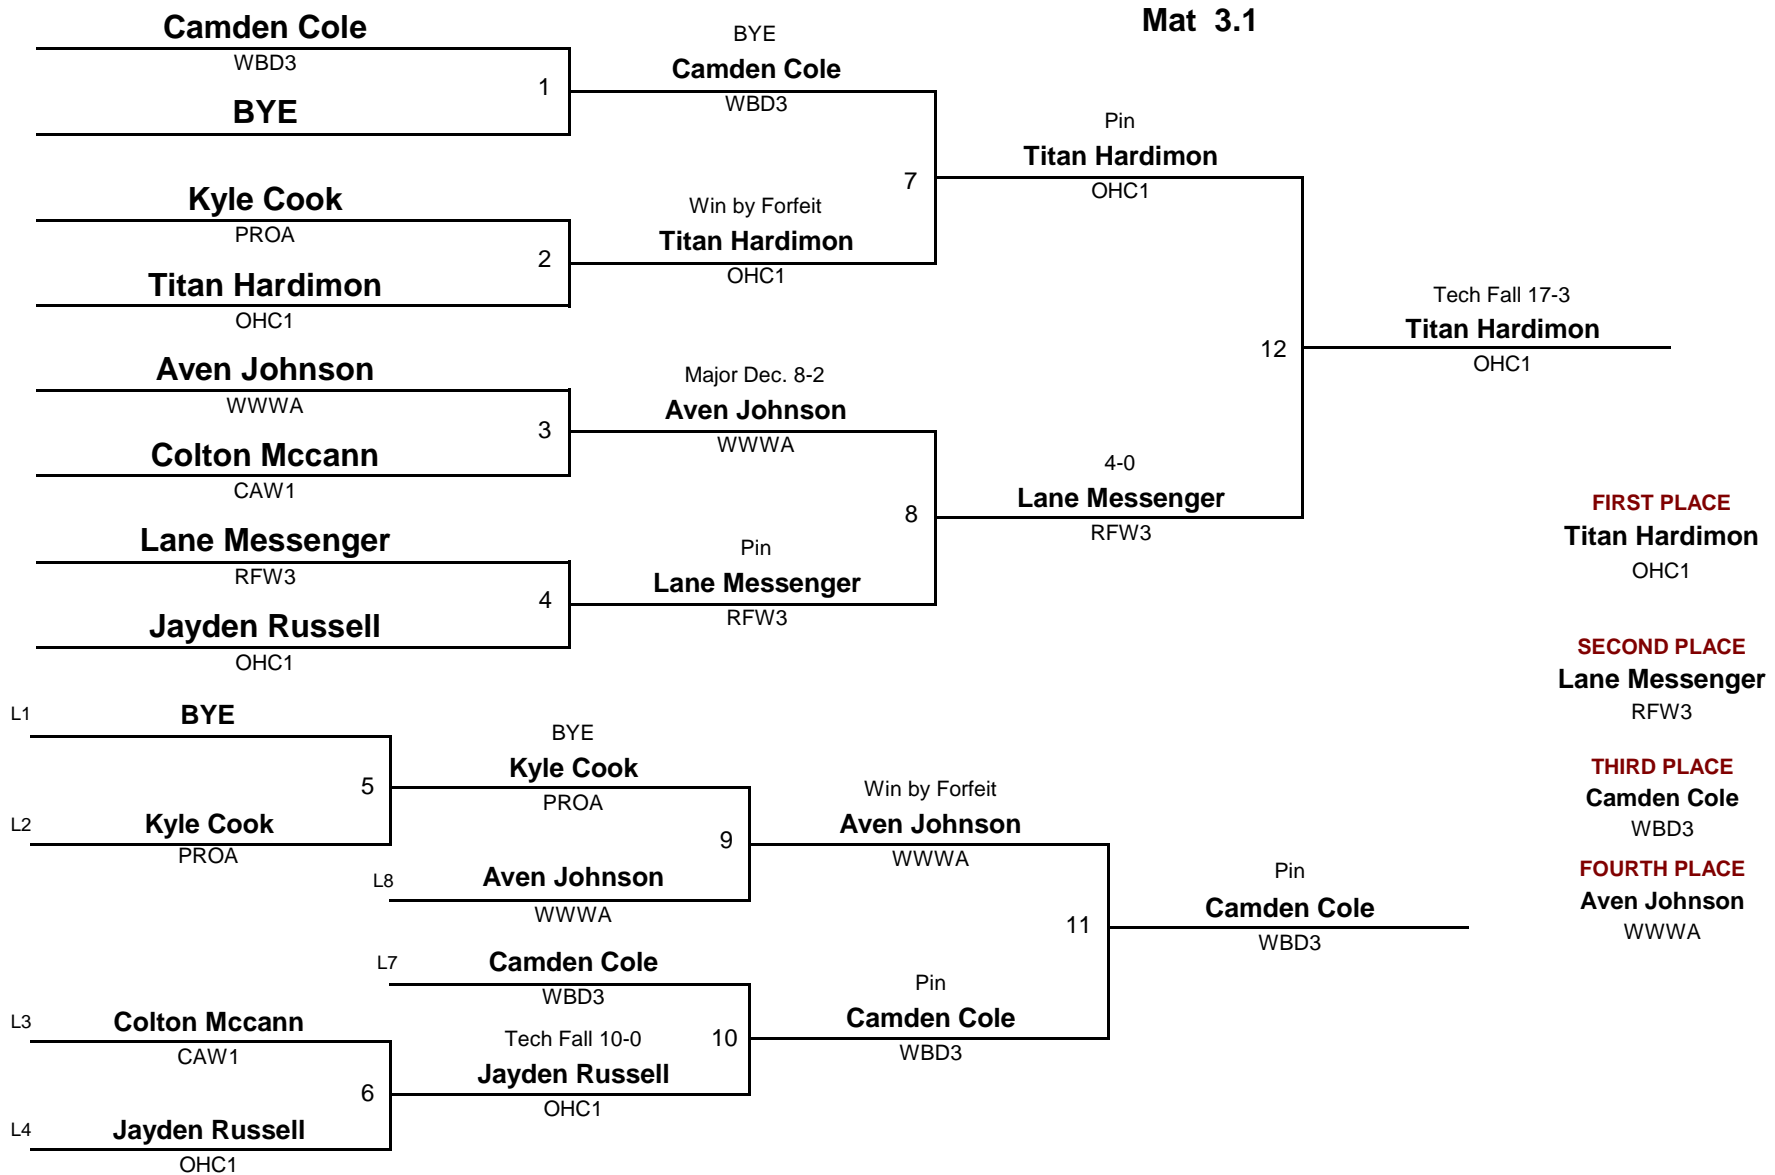 Mat 3.1
Camden Cole
WBD3
1
BYE
BYE
Camden Cole
WBD3
Kyle Cook
PROA
2
Titan Hardimon
OHC1
Win by Forfeit
Titan Hardimon
OHC1
7
Pin
Titan Hardimon
OHC1
Aven Johnson
WWWA
3
Colton Mccann
CAW1
Major Dec. 8-2
Aven Johnson
WWWA
Lane Messenger
RFW3
4
Jayden Russell
OHC1
Pin
Lane Messenger
RFW3
8
4-0
Lane Messenger
RFW3
12
Tech Fall 17-3
Titan Hardimon
OHC1
FIRST PLACE
Titan Hardimon
OHC1
SECOND PLACE
Lane Messenger
RFW3
THIRD PLACE
Camden Cole
WBD3
FOURTH PLACE
Aven Johnson
WWWA
L1
BYE
5
L2
Kyle Cook
PROA
BYE
Kyle Cook
PROA
9
L8
Aven Johnson
WWWA
Win by Forfeit
Aven Johnson
WWWA
L7
Camden Cole
WBD3
L3
Colton Mccann
CAW1
6
L4
Jayden Russell
OHC1
Tech Fall 10-0
Jayden Russell
OHC1
10
Pin
Camden Cole
WBD3
11
Pin
Camden Cole
WBD3